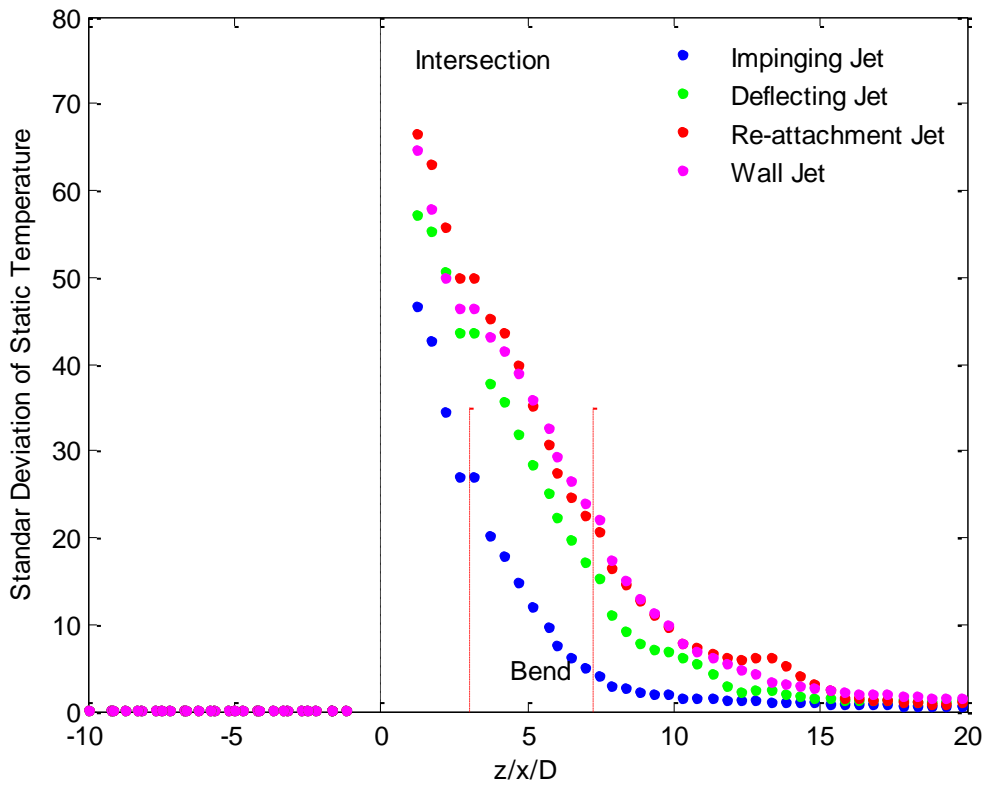 80
70
60
50
40
30
20
10
0
-10
-5
0
5
10
15
20
Standar Deviation of Static Temperature
z/x/D
Intersection
Bend
Impinging Jet
Deflecting Jet
Re-attachment Jet
Wall Jet